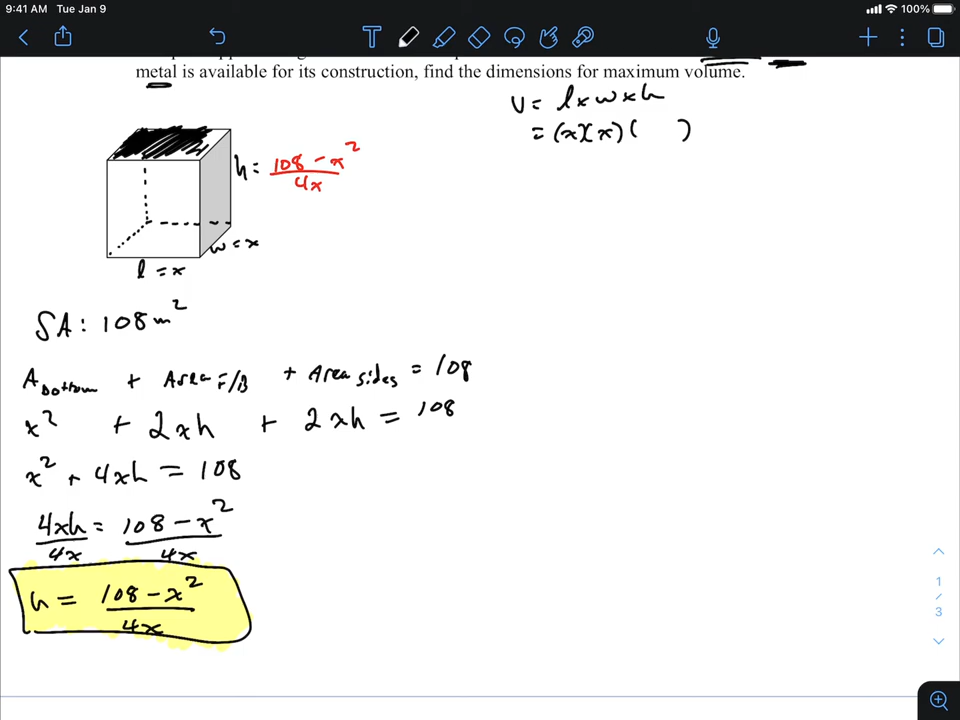 9:41 AM Tue Jan 9
100%
metal is available for its construction, find the dimensions for maximum volume.
V = l x w x h
= (x)(x)( )
h = (108 - x²)/4x
w = x
l = x
SA: 108 m²
A bottom + Area F/B + Area sides = 108
x² + 2xh + 2xh = 108
x² + 4xh = 108
4xh/4x = (108 - x²)/4x
h = (108 - x²)/4x
1
/
3